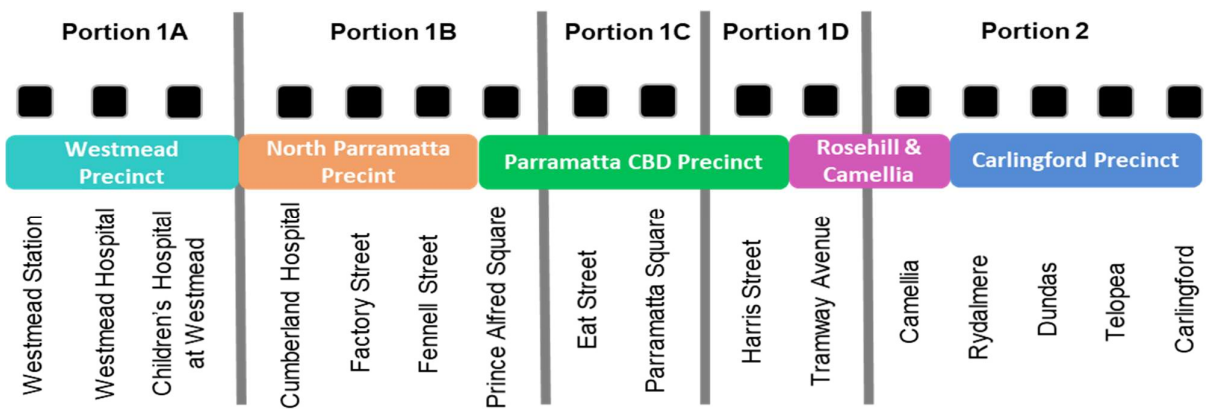 Portion 1A
Portion 1B
Portion 1C
Portion 1D
Portion 2
Westmead
Precinct
North Parramatta
Precint
Parramatta CBD Precinct
Rosehill &
Camellia
Carlingford Precinct
Westmead Station
Westmead Hospital
Children's Hospital
at Westmead
Cumberland Hospital
Factory Street
Fennell Street
Prince Alfred Square
Eat Street
Parramatta Square
Harris Street
Tramway Avenue
Camellia
Rydalmere
Dundas
Telopea
Carlingford